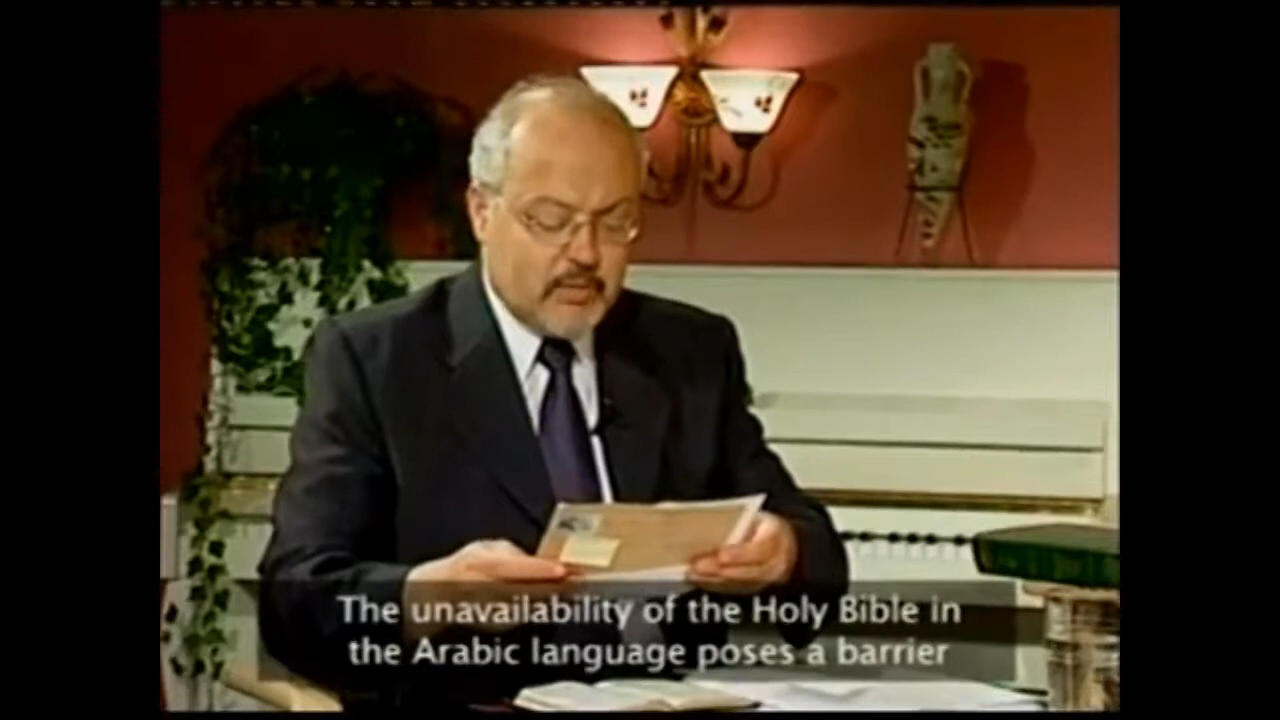 The unavailability of the Holy Bible in
the Arabic language poses a barrier